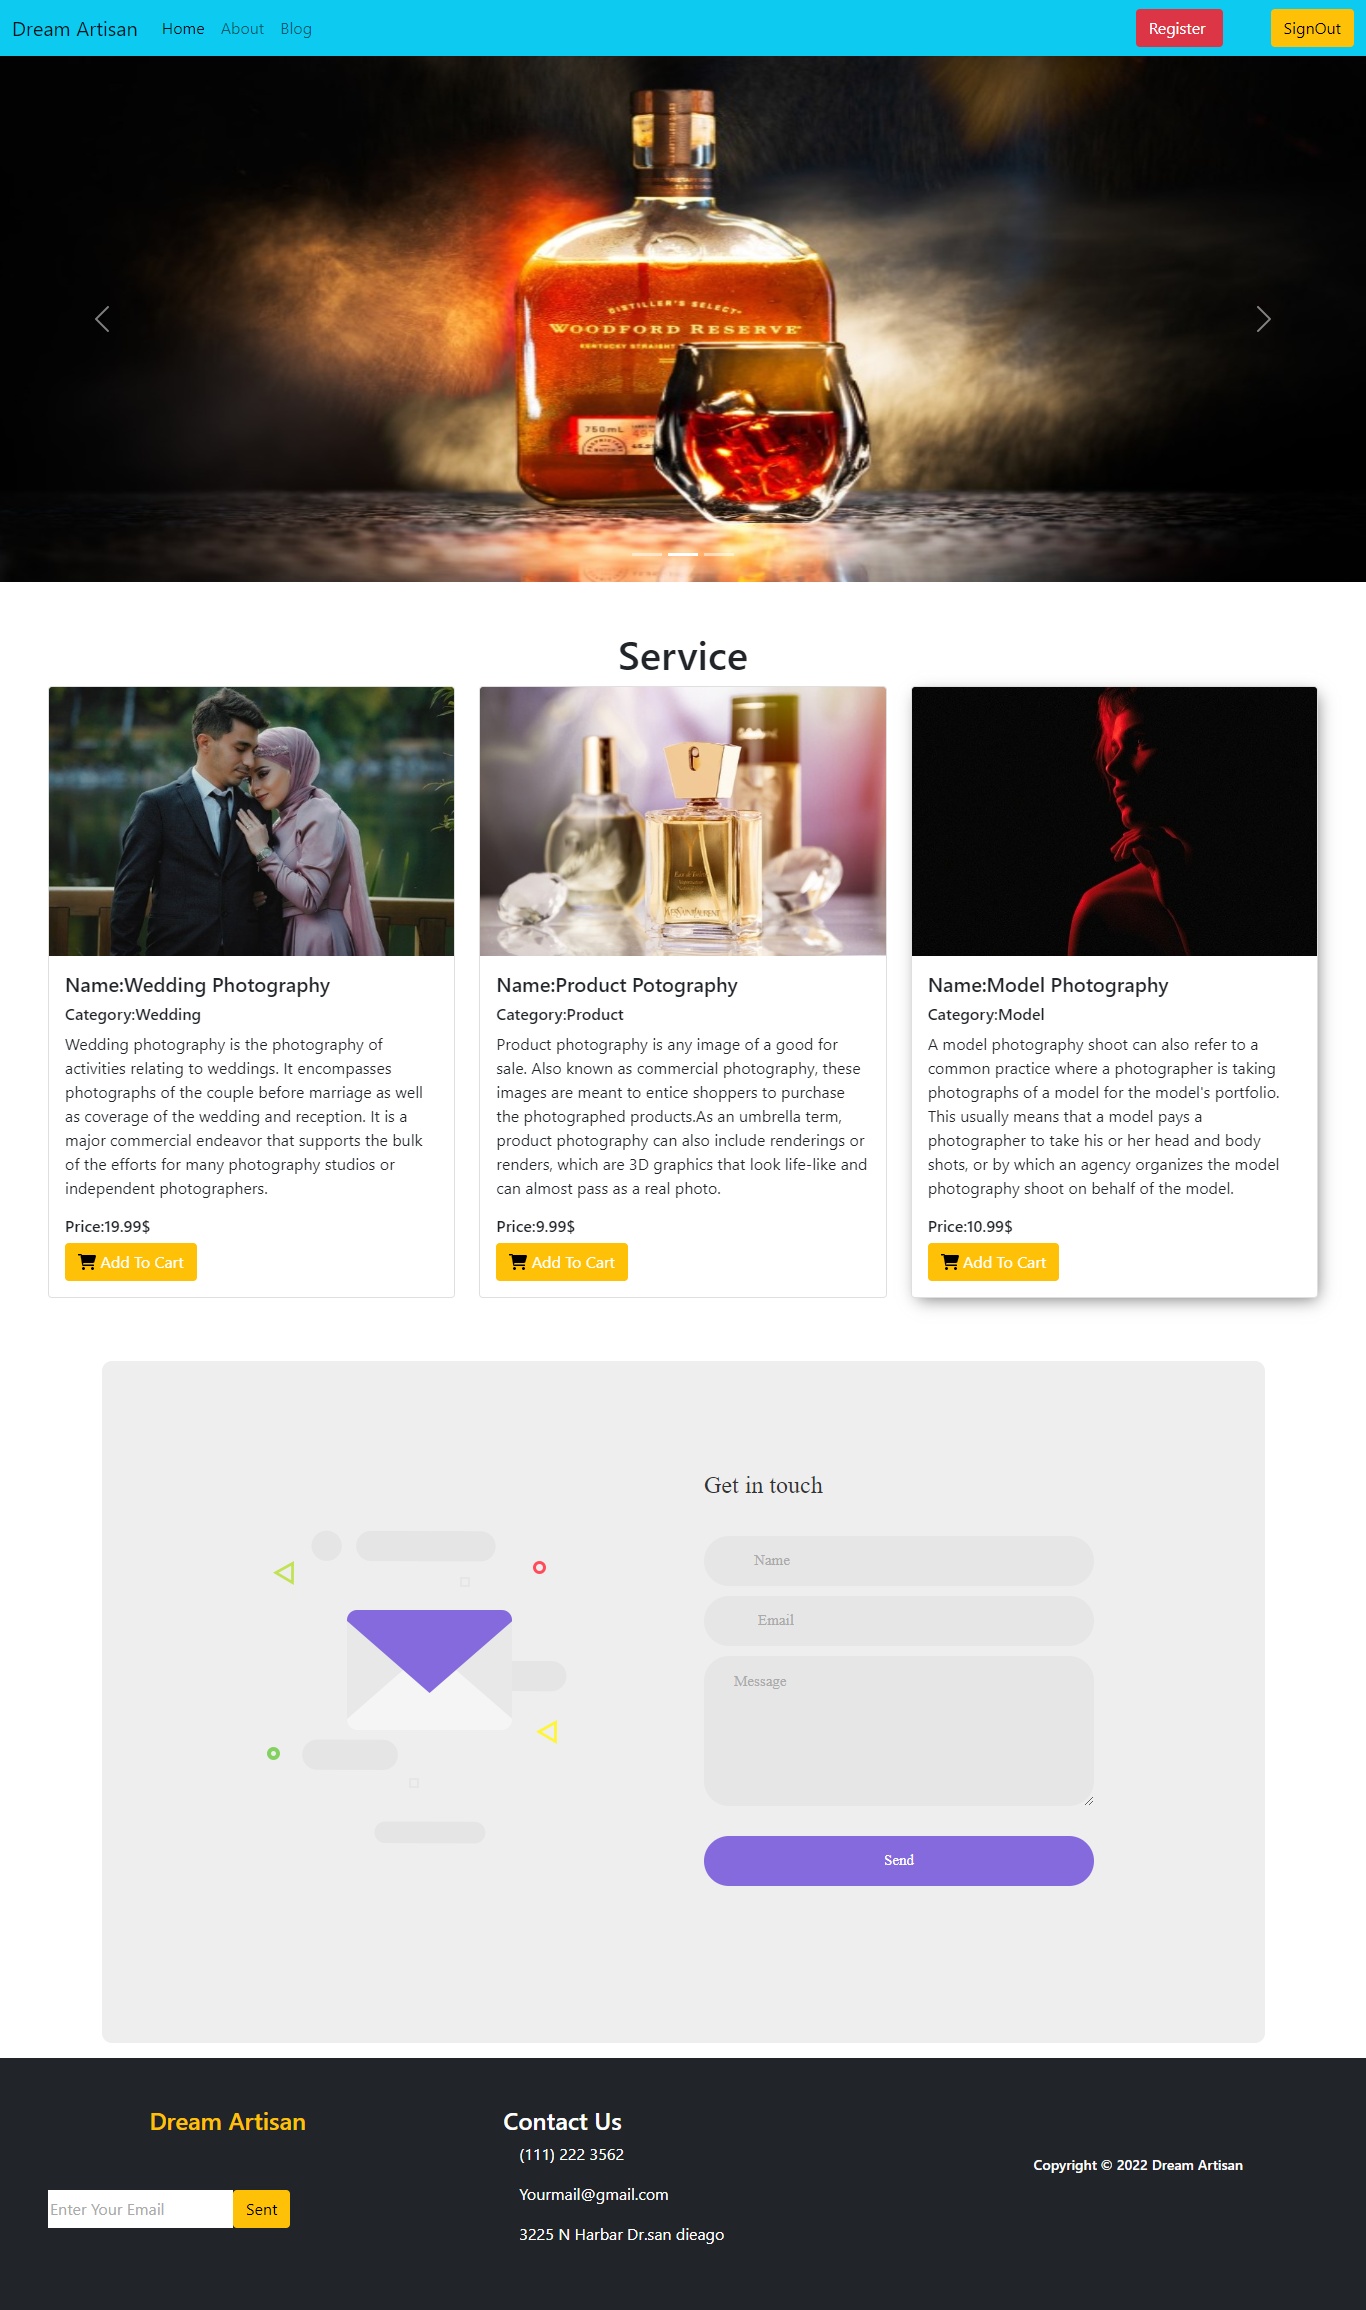 Dream Artisan Home About Blog Register SignOut
DISTILLER'S SELECT
WOODFORD RESERVE
KENTUCKY STRAIGHT
750mL
Service
YVESSAINTLAURENT
Name:Wedding Photography
Category:Wedding
Wedding photography is the photography of
activities relating to weddings. It encompasses
photographs of the couple before marriage as well
as coverage of the wedding and reception. It is a
major commercial endeavor that supports the bulk
of the efforts for many photography studios or
independent photographers.
Price:19.99$
Add To Cart
Name:Product Potography
Category:Product
Product photography is any image of a good for
sale. Also known as commercial photography, these
images are meant to entice shoppers to purchase
the photographed products.As an umbrella term,
product photography can also include renderings or
renders, which are 3D graphics that look life-like and
can almost pass as a real photo.
Price:9.99$
Add To Cart
Name:Model Photography
Category:Model
A model photography shoot can also refer to a
common practice where a photographer is taking
photographs of a model for the model's portfolio.
This usually means that a model pays a
photographer to take his or her head and body
shots, or by which an agency organizes the model
photography shoot on behalf of the model.
Price:10.99$
Add To Cart
Get in touch
Name
Email
Message
Send
Dream Artisan
Enter Your Email Sent
Contact Us
(111) 222 3562
Yourmail@gmail.com
3225 N Harbar Dr.san dieago
Copyright © 2022 Dream Artisan